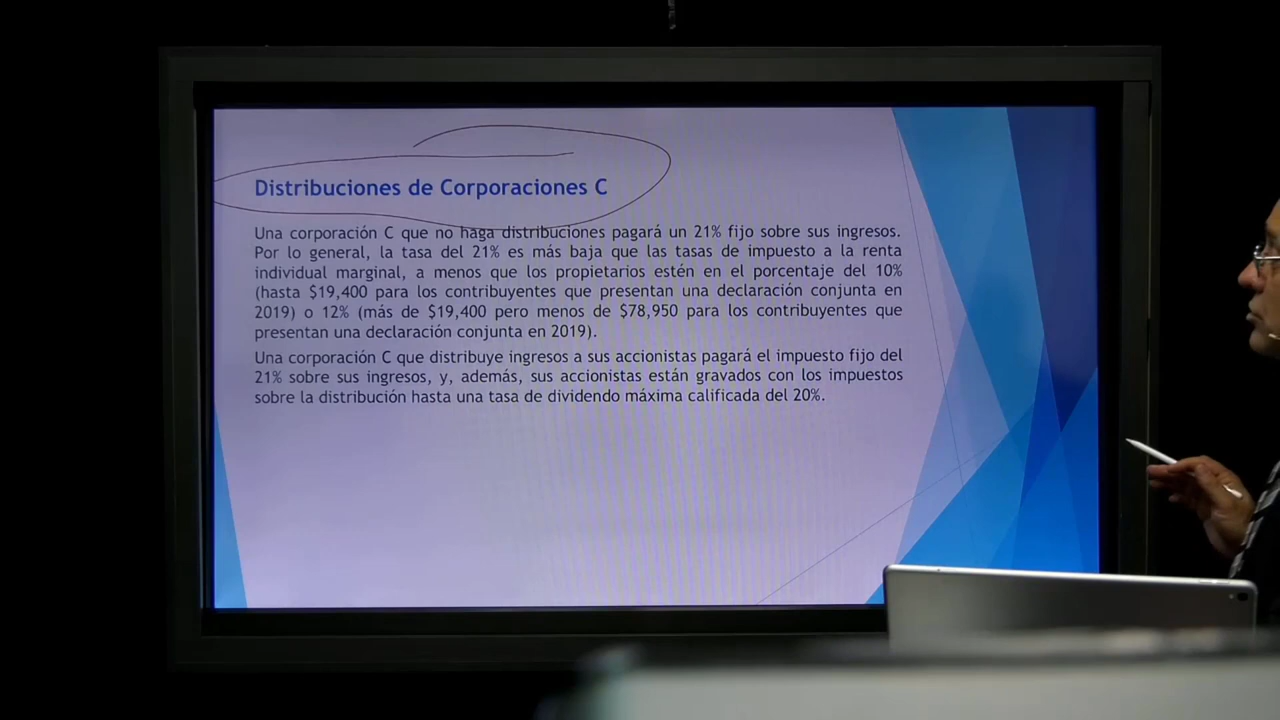 Distribuciones de Corporaciones C
Una corporación C que no haga distribuciones pagará un 21% fijo sobre sus ingresos.
Por lo general, la tasa del 21% es más baja que las tasas de impuesto a la renta
individual marginal, a menos que los propietarios estén en el porcentaje del 10%
(hasta $19,400 para los contribuyentes que presentan una declaración conjunta en
2019) o 12% (más de $19,400 pero menos de $78,950 para los contribuyentes que
presentan una declaración conjunta en 2019).
Una corporación C que distribuye ingresos a sus accionistas pagará el impuesto fijo del
21% sobre sus ingresos, y, además, sus accionistas están gravados con los impuestos
sobre la distribución hasta una tasa de dividendo máxima calificada del 20%.